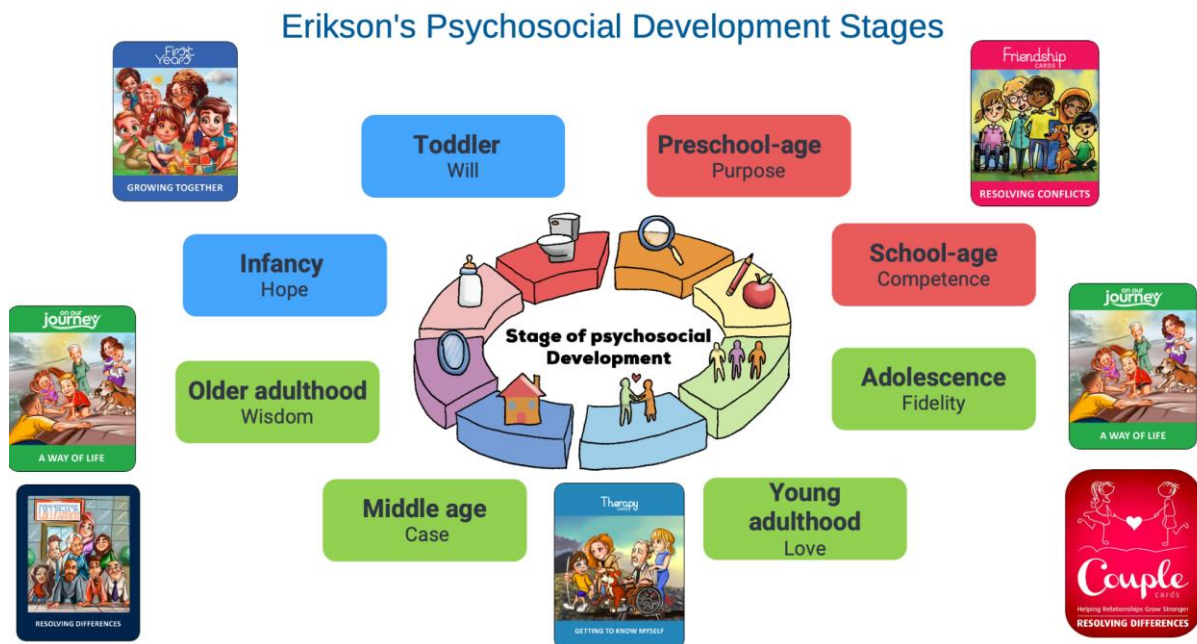 Erikson's Psychosocial Development Stages
First
Years
GROWING TOGETHER
Friendship
CARDS
RESOLVING CONFLICTS
Toddler
Will
Preschool-age
Purpose
Infancy
Hope
School-age
Competence
on our
journey
A WAY OF LIFE
Stage of psychosocial
Development
on our
journey
A WAY OF LIFE
Older adulthood
Wisdom
Adolescence
Fidelity
Middle age
Case
Young
adulthood
Love
RESOLVING DIFFERENCES
Therapy
GETTING TO KNOW MYSELF
Couple
cards
Helping Relationships Grow Stronger
RESOLVING DIFFERENCES